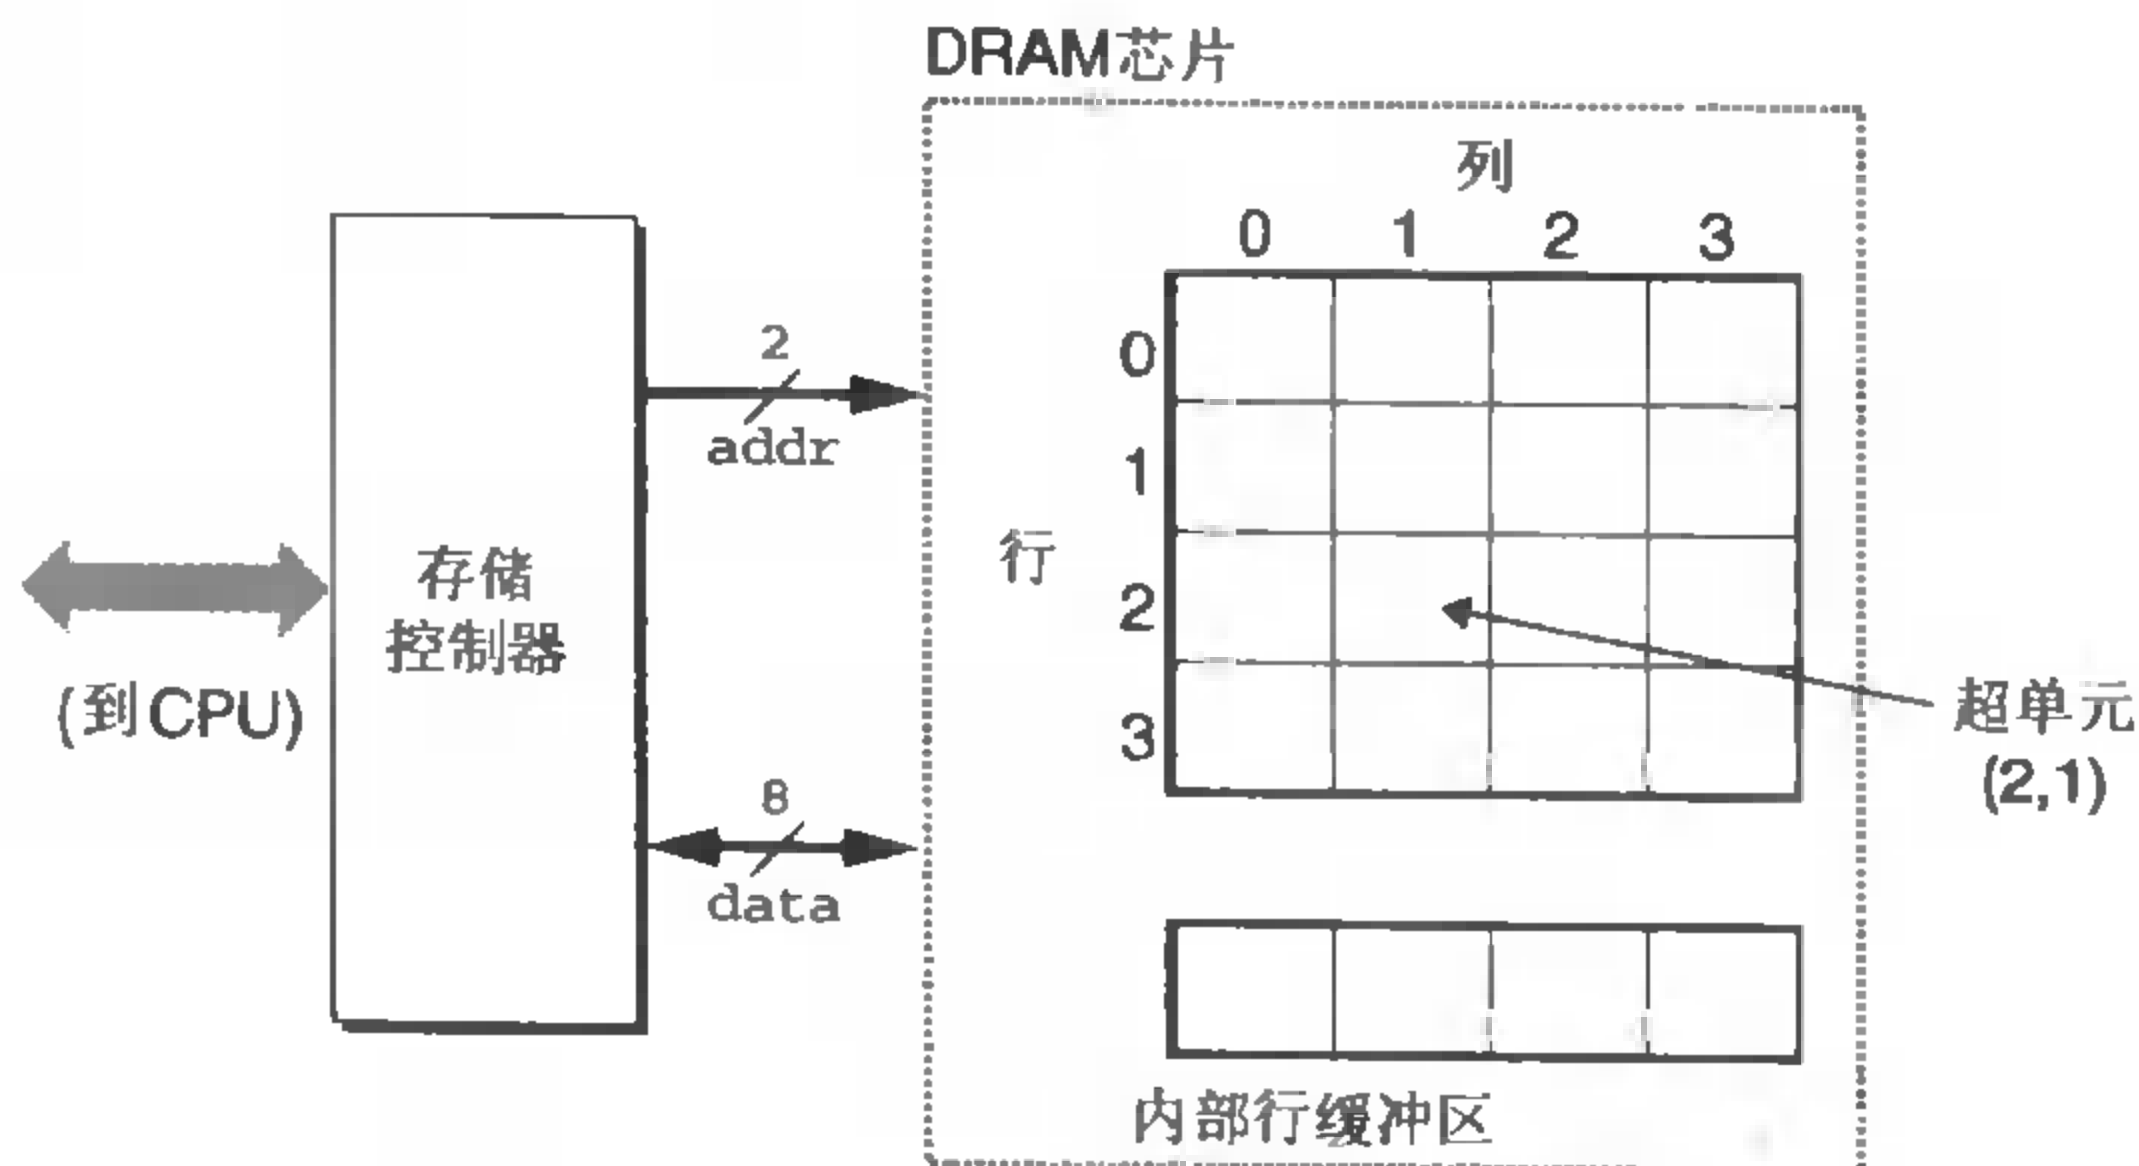 DRAM芯片
列
0 1 2 3
0
1
2
3
行
2
addr
存储
控制器
(到CPU)
8
data
超单元
(2,1)
内部行缓冲区